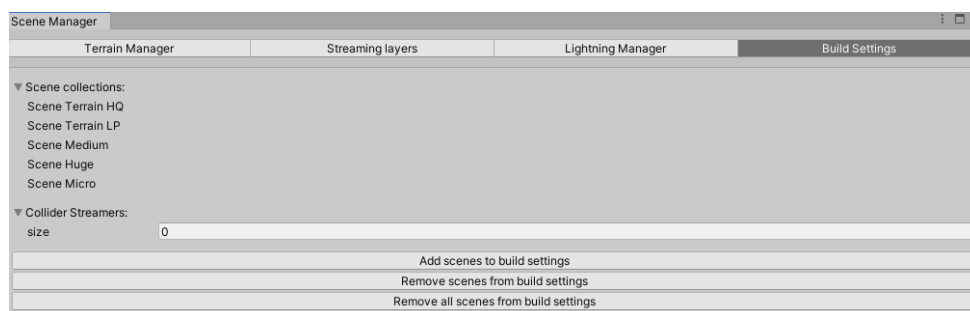 Scene Manager
Terrain Manager Streaming layers Lightning Manager Build Settings
Scene collections:
Scene Terrain HQ
Scene Terrain LP
Scene Medium
Scene Huge
Scene Micro
Collider Streamers:
size 0
Add scenes to build settings
Remove scenes from build settings
Remove all scenes from build settings